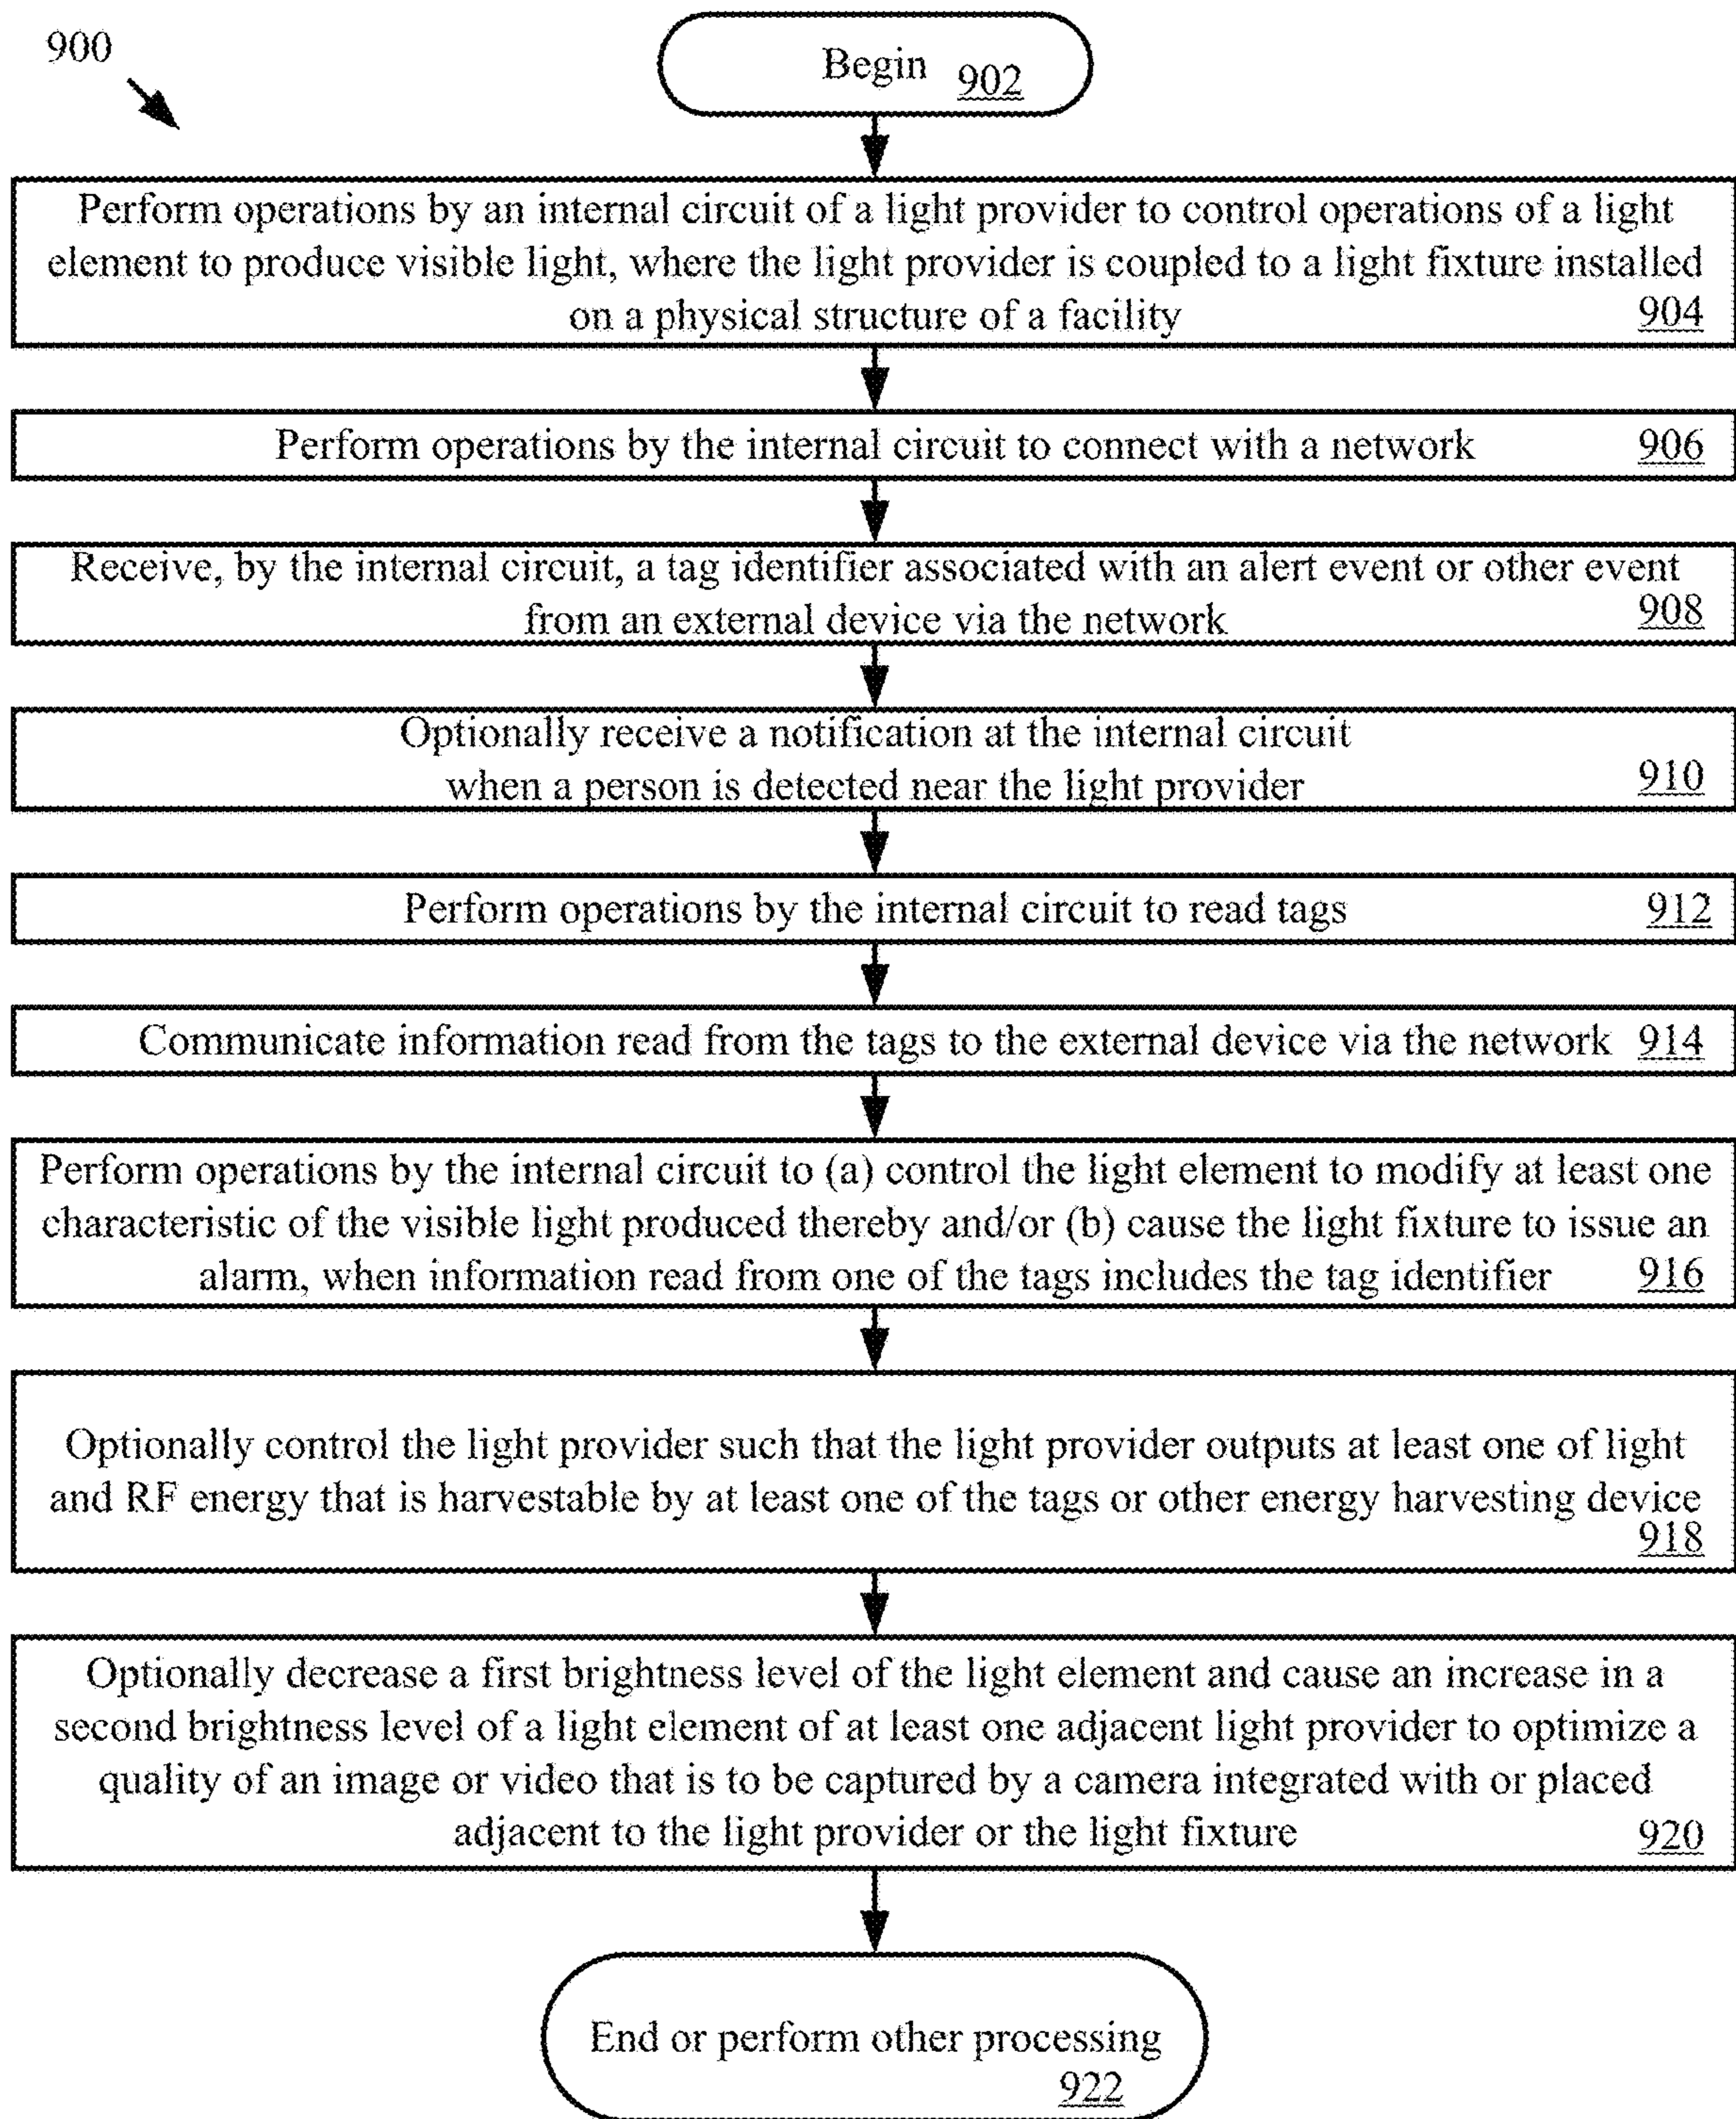 900
Begin 902
Perform operations by an internal circuit of a light provider to control operations of a light
element to produce visible light, where the light provider is coupled to a light fixture installed
on a physical structure of a facility 904
Perform operations by the internal circuit to connect with a network 906
Receive, by the internal circuit, a tag identifier associated with an alert event or other event
from an external device via the network 908
Optionally receive a notification at the internal circuit
when a person is detected near the light provider 910
Perform operations by the internal circuit to read tags 912
Communicate information read from the tags to the external device via the network 914
Perform operations by the internal circuit to (a) control the light element to modify at least one
characteristic of the visible light produced thereby and/or (b) cause the light fixture to issue an
alarm, when information read from one of the tags includes the tag identifier 916
Optionally control the light provider such that the light provider outputs at least one of light
and RF energy that is harvestable by at least one of the tags or other energy harvesting device
918
Optionally decrease a first brightness level of the light element and cause an increase in a
second brightness level of a light element of at least one adjacent light provider to optimize a
quality of an image or video that is to be captured by a camera integrated with or placed
adjacent to the light provider or the light fixture 920
End or perform other processing
922